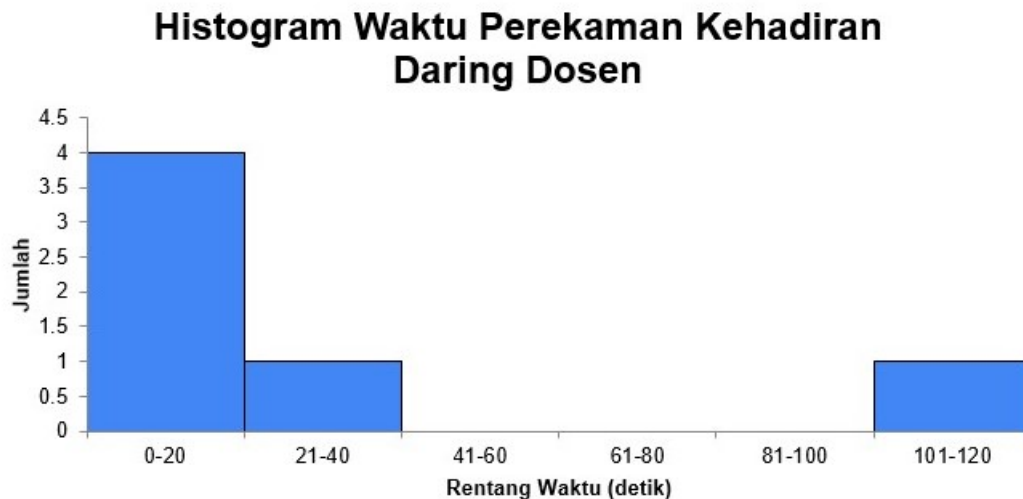 Histogram Waktu Perekaman Kehadiran
Daring Dosen
4.5
4
3.5
3
2.5
2
1.5
1
0.5
0
Jumlah
0-20 21-40 41-60 61-80 81-100 101-120
Rentang Waktu (detik)